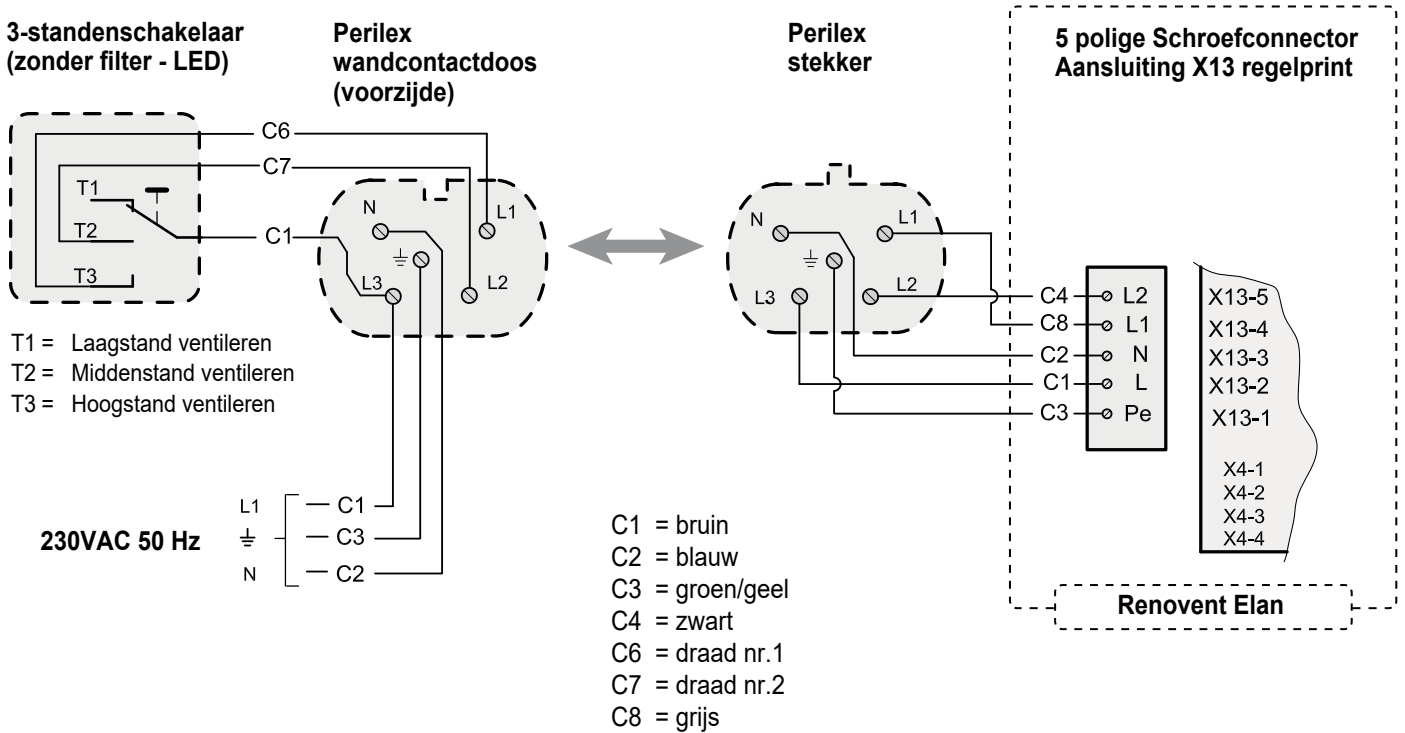 3-standenschakelaar
(zonder filter - LED)
Perilex
wandcontactdoos
(voorzijde)
Perilex
stekker
5 polige Schroefconnector
Aansluiting X13 regelprint
C6
C7
C1
T1
T2
T3
N
L1
L3
L2
N
L1
L3
L2
C4
C8
C2
C1
C3
L2
L1
N
L
Pe
X13-5
X13-4
X13-3
X13-2
X13-1
X4-1
X4-2
X4-3
X4-4
T1 = Laagstand ventileren
T2 = Middenstand ventileren
T3 = Hoogstand ventileren
230VAC 50 Hz
L1
N
C1
C3
C2
C1 = bruin
C2 = blauw
C3 = groen/geel
C4 = zwart
C6 = draad nr.1
C7 = draad nr.2
C8 = grijs
Renovent Elan